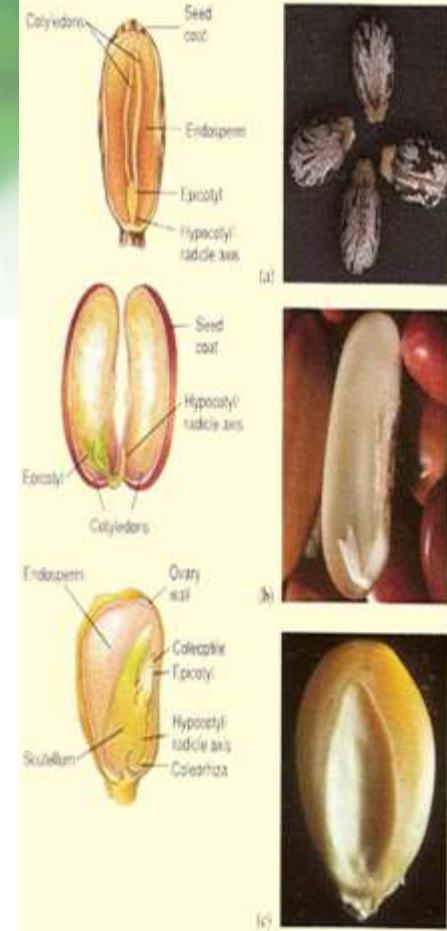 Cotyledons
Seed
coat
Endosperm
Epicotyl
Hypocotyl/
radicle axis
(a)
Seed
coat
Hypocotyl/
radicle axis
Epicotyl
Cotyledons
(b)
Endosperm
Ovary
wall
Coleoptile
Epicotyl
Hypocotyl/
radicle axis
Scutellum
Coleorhiza
(c)